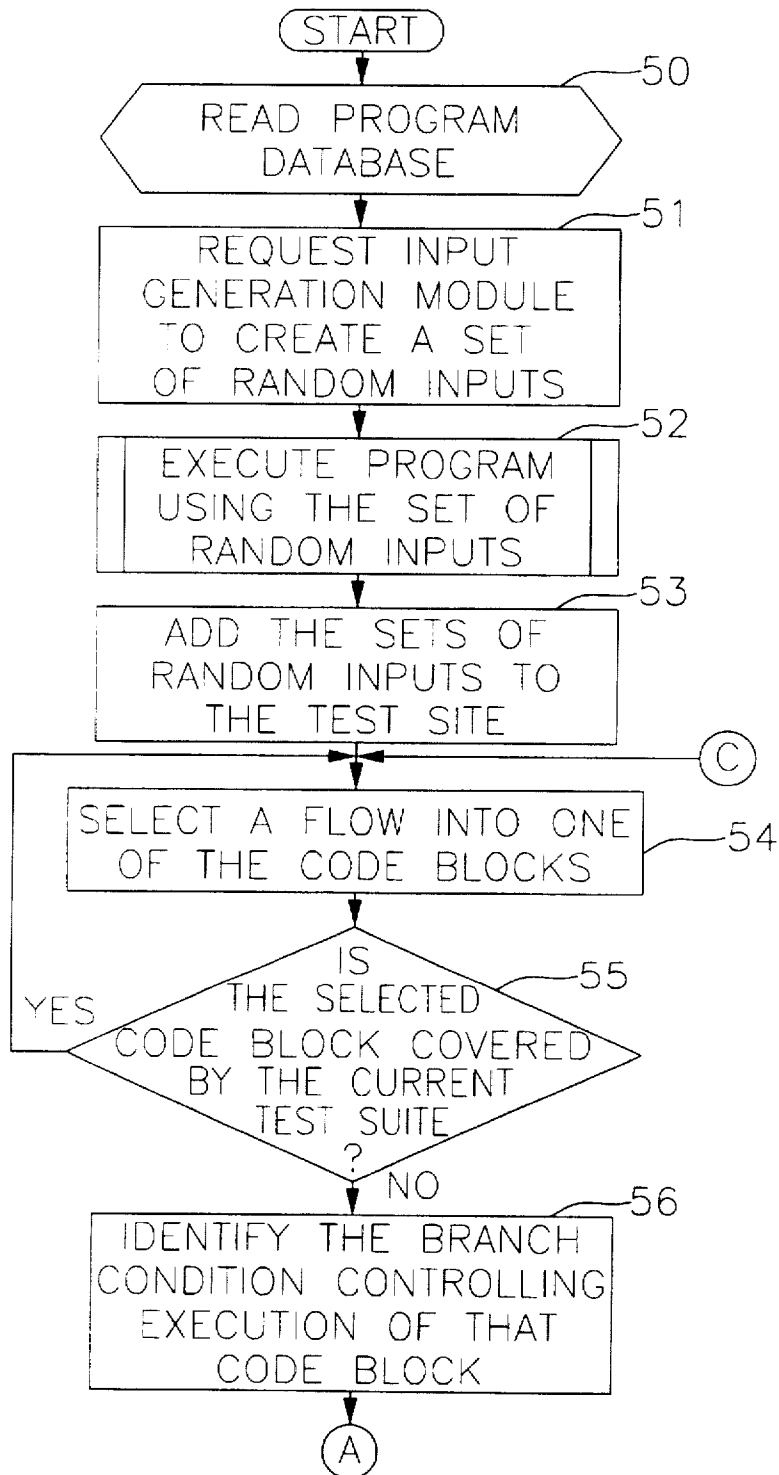 START
50
READ PROGRAM
DATABASE
51
REQUEST INPUT
GENERATION MODULE
TO CREATE A SET
OF RANDOM INPUTS
52
EXECUTE PROGRAM
USING THE SET OF
RANDOM INPUTS
53
ADD THE SETS OF
RANDOM INPUTS TO
THE TEST SITE
C
SELECT A FLOW INTO ONE
OF THE CODE BLOCKS
54
55
IS
THE SELECTED
CODE BLOCK COVERED
BY THE CURRENT
TEST SUITE
?
YES
NO
56
IDENTIFY THE BRANCH
CONDITION CONTROLLING
EXECUTION OF THAT
CODE BLOCK
A